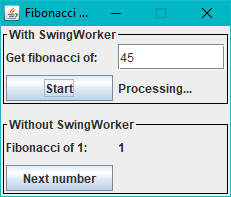 Fibonacci ...
With SwingWorker
Get fibonacci of: 45
Start Processing...
Without SwingWorker
Fibonacci of 1: 1
Next number